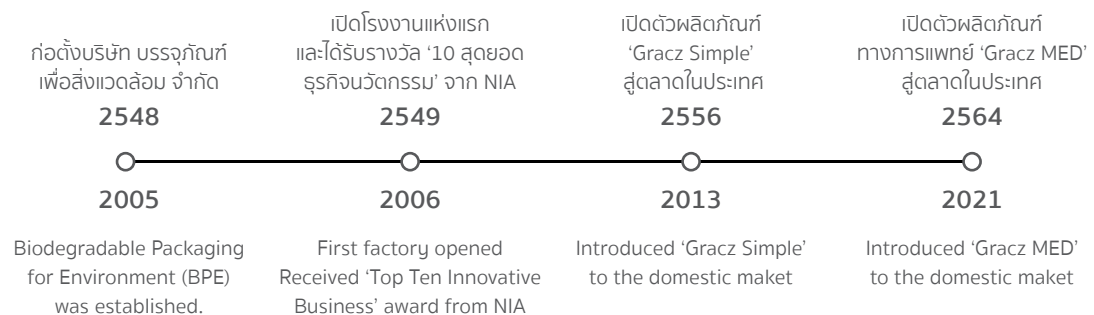 ก่อตั้งบริษัท บรรจุภัณฑ์
เพื่อสิ่งแวดล้อม จำกัด
2548
เปิดโรงงานแห่งแรก
และได้รับรางวัล ‘10 สุดยอด
ธุรกิจนวัตกรรม’ จาก NIA
2549
เปิดตัวผลิตภัณฑ์
‘Gracz Simple’
สู่ตลาดในประเทศ
2556
เปิดตัวผลิตภัณฑ์
ทางการแพทย์ ‘Gracz MED’
สู่ตลาดในประเทศ
2564
2005
Biodegradable Packaging
for Environment (BPE)
was established.
2006
First factory opened
Received ‘Top Ten Innovative
Business’ award from NIA
2013
Introduced ‘Gracz Simple’
to the domestic maket
2021
Introduced ‘Gracz MED’
to the domestic maket